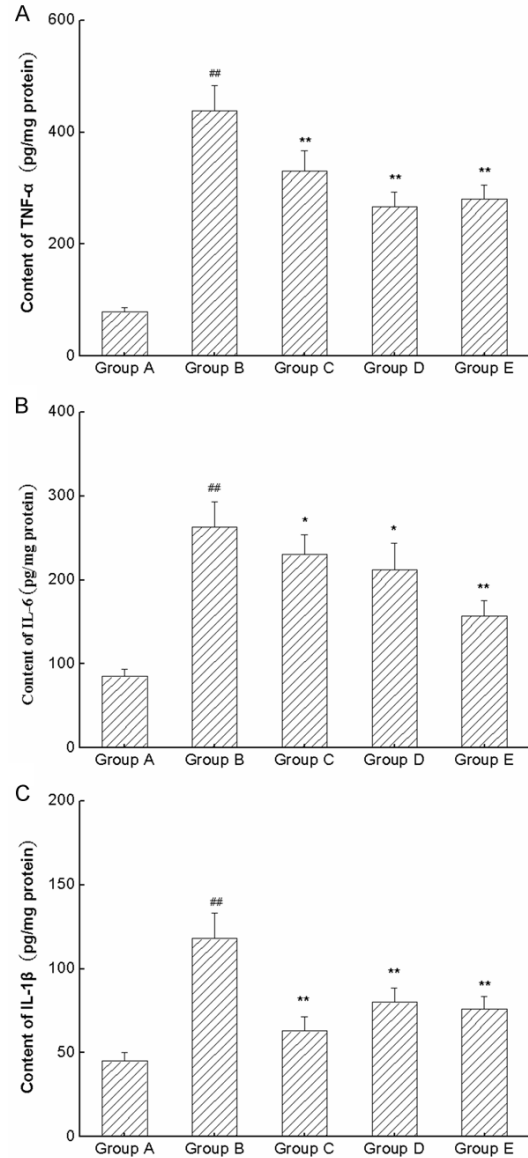 A
600
400
200
0
Content of TNF-α (pg/mg protein)
##
**
**
**
Group A Group B Group C Group D Group E
B
400
300
200
100
0
Content of IL-6 (pg/mg protein)
##
*
*
**
Group A Group B Group C Group D Group E
C
200
150
100
50
0
Content of IL-1β (pg/mg protein)
##
**
**
**
Group A Group B Group C Group D Group E